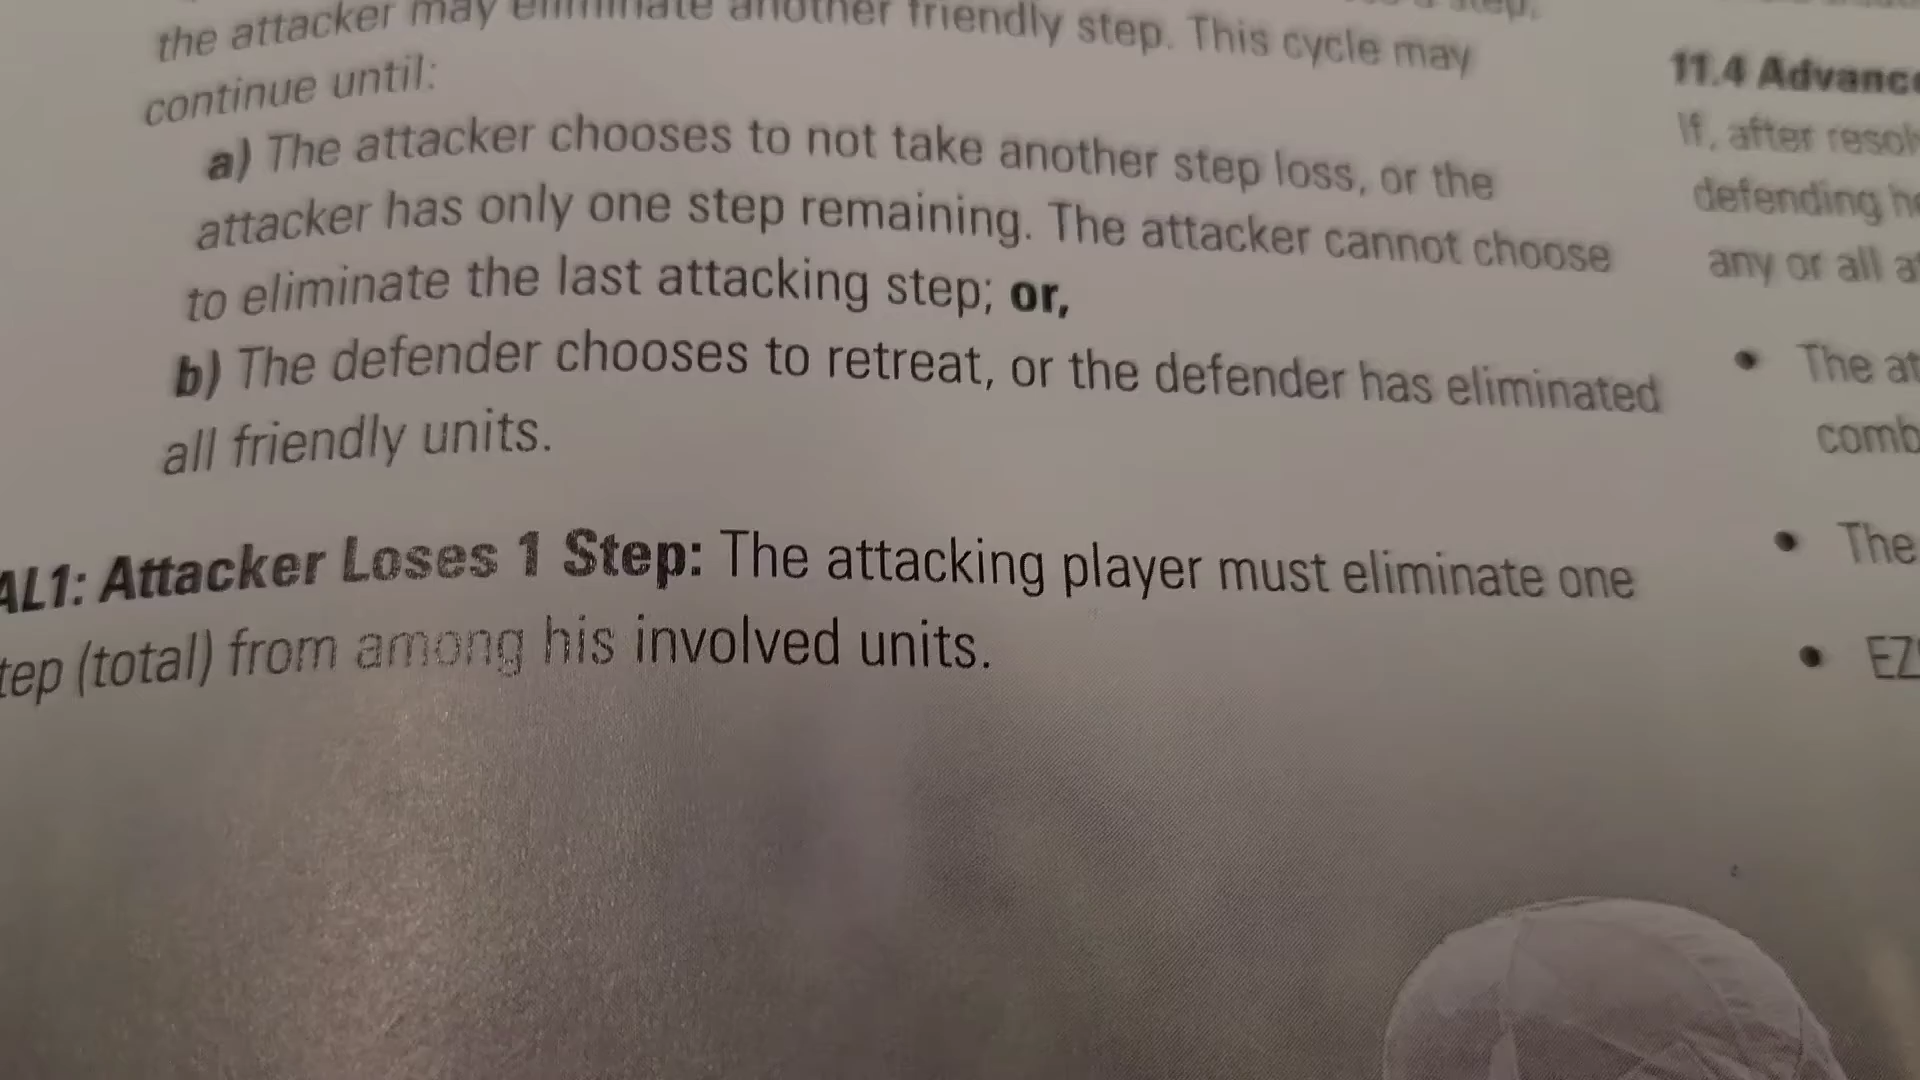 the attacker may eliminate another friendly step. This cycle may
continue until:
a) The attacker chooses to not take another step loss, or the
attacker has only one step remaining. The attacker cannot choose
to eliminate the last attacking step; or,
b) The defender chooses to retreat, or the defender has eliminated
all friendly units.
AL1: Attacker Loses 1 Step: The attacking player must eliminate one
tep (total) from among his involved units.
11.4 Advanc
If, after resol
defending he
any or all a
• The at
comb
• The
• EZ